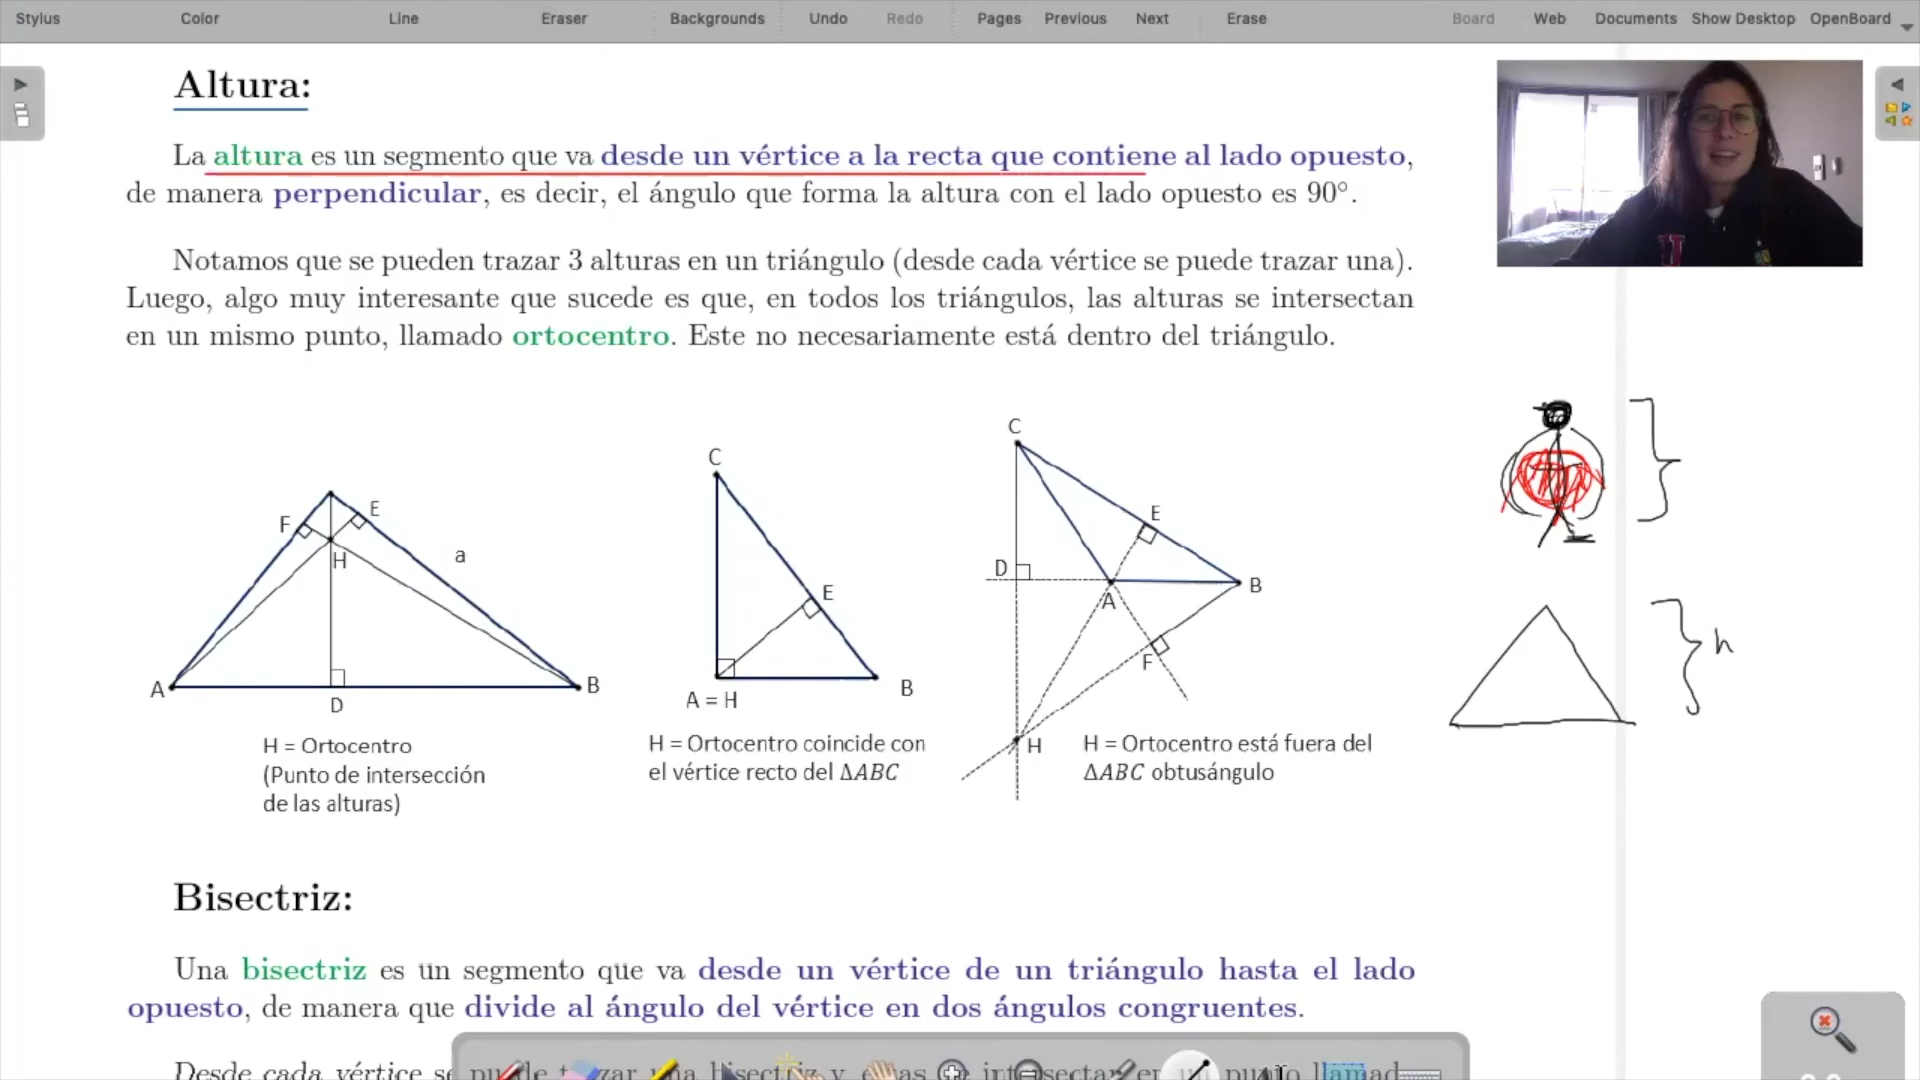 Stylus Color Line Eraser Backgrounds Undo Redo Pages Previous Next Erase Board Web Documents Show Desktop OpenBoard
Altura:
La altura es un segmento que va desde un vértice a la recta que contiene al lado opuesto,
de manera perpendicular, es decir, el ángulo que forma la altura con el lado opuesto es 90°.
Notamos que se pueden trazar 3 alturas en un triángulo (desde cada vértice se puede trazar una).
Luego, algo muy interesante que sucede es que, en todos los triángulos, las alturas se intersectan
en un mismo punto, llamado ortocentro. Este no necesariamente está dentro del triángulo.
F
E
H
a
A
D
B
H = Ortocentro
(Punto de intersección
de las alturas)
C
E
A = H
B
H = Ortocentro coincide con
el vértice recto del ΔABC
C
E
D
A
B
F
H
H = Ortocentro está fuera del
ΔABC obtusángulo
h
Bisectriz:
Una bisectriz es un segmento que va desde un vértice de un triángulo hasta el lado
opuesto, de manera que divide al ángulo del vértice en dos ángulos congruentes.
Desde cada vértice se